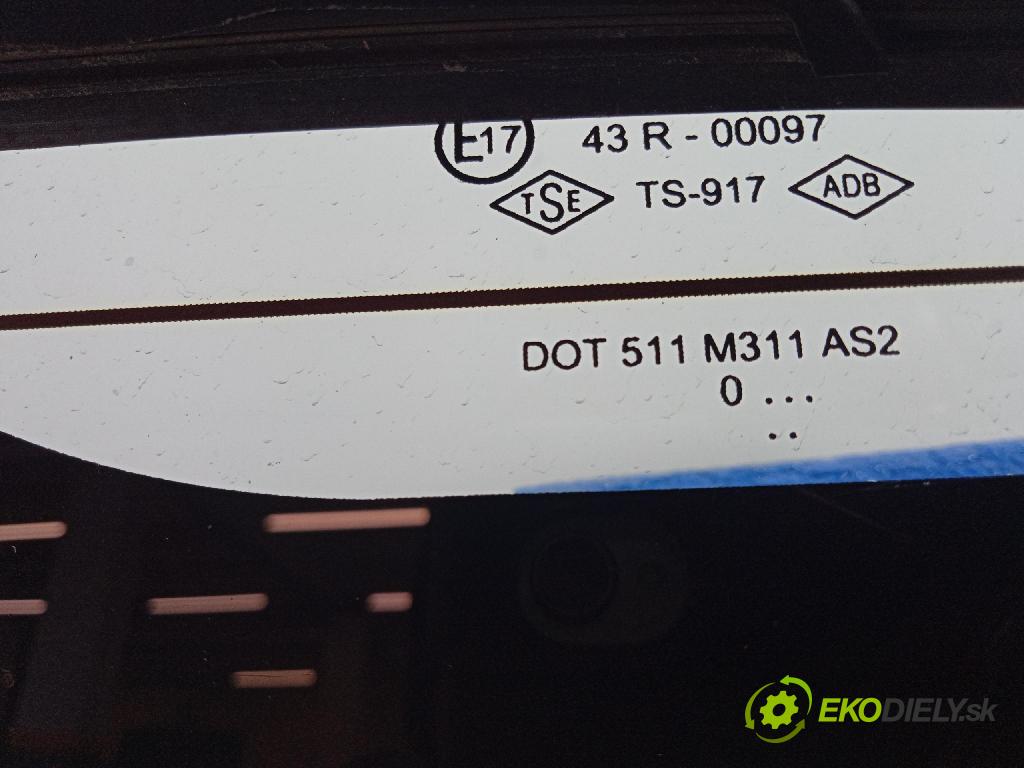 E17 43 R - 00097
TSE TS-917 ADB
DOT 511 M311 AS2
0 ...
..
EKODIELY.sk